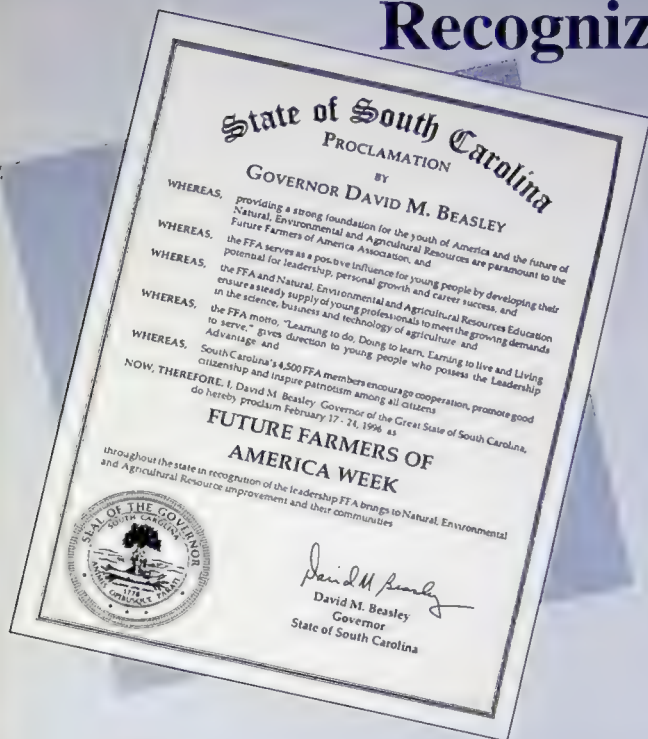 Recogniz
State of South Carolina
PROCLAMATION
BY
GOVERNOR DAVID M. BEASLEY
WHEREAS, providing a strong foundation for the youth of America and the future of
Natural, Environmental and Agricultural Resources are paramount to the
Future Farmers of America Association, and
WHEREAS, the FFA serves as a positive influence for young people by developing their
potential for leadership, personal growth and career success, and
WHEREAS, the FFA and Natural, Environmental and Agricultural Resources Education
ensure a steady supply of young professionals to meet the growing demands
in the science, business and technology of agriculture and
WHEREAS, the FFA motto, "Learning to do, Doing to learn, Earning to live and Living
to serve," gives direction to young people who possess the Leadership
Advantage and
WHEREAS, South Carolina's 4,500 FFA members encourage cooperation, promote good
citizenship and inspire patriotism among all citizens
NOW, THEREFORE, I, David M Beasley Governor of the Great State of South Carolina,
do hereby proclaim February 17 - 24, 1996 as
FUTURE FARMERS OF
AMERICA WEEK
throughout the state in recognition of the leadership FFA brings to Natural, Environmental
and Agricultural Resource improvement and their communities
SEAL OF THE GOVERNOR
SOUTH CAROLINA
1776
ANIMIS OPIBUSQUE PARATI
David M Beasley
David M. Beasley
Governor
State of South Carolina